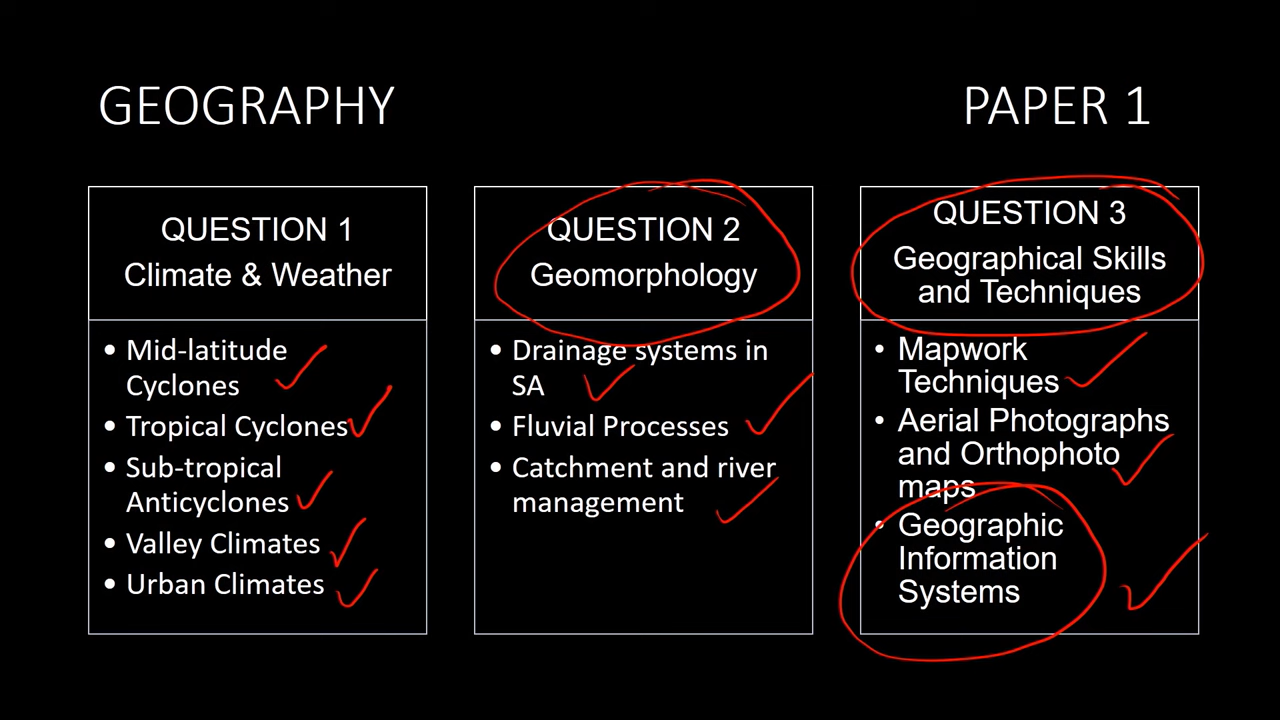 GEOGRAPHY
PAPER 1
QUESTION 1
Climate & Weather
• Mid-latitude
Cyclones
• Tropical Cyclones
• Sub-tropical
Anticyclones
• Valley Climates
• Urban Climates
QUESTION 2
Geomorphology
• Drainage systems in
SA
• Fluvial Processes
• Catchment and river
management
QUESTION 3
Geographical Skills
and Techniques
• Mapwork
Techniques
• Aerial Photographs
and Orthophoto
maps
• Geographic
Information
Systems